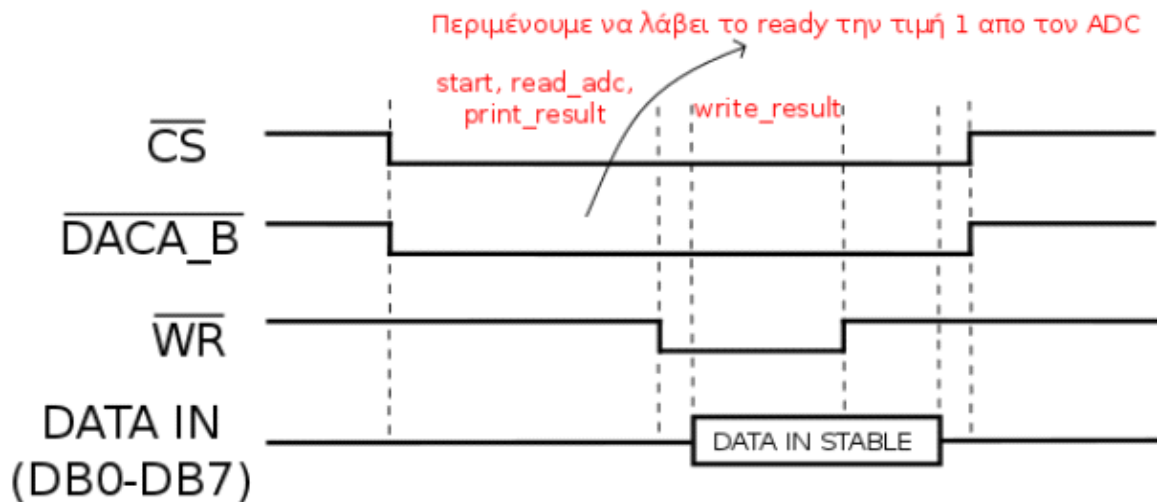 Περιμένουμε να λάβει το ready την τιμή 1 απο τον ADC
start, read_adc,
print_result
write_result
CS
DACA_B
WR
DATA IN
(DB0-DB7)
DATA IN STABLE